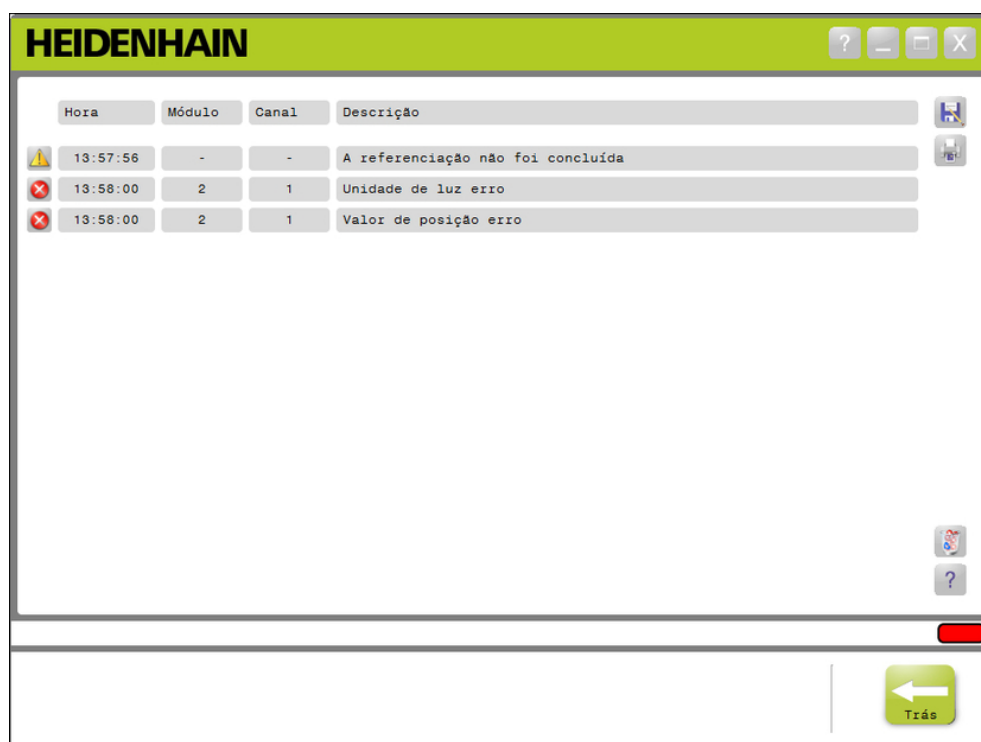 HEIDENHAIN
? _ X
Hora Módulo Canal Descrição
13:57:56 - - A referenciação não foi concluída
13:58:00 2 1 Unidade de luz erro
13:58:00 2 1 Valor de posição erro
?
Trás